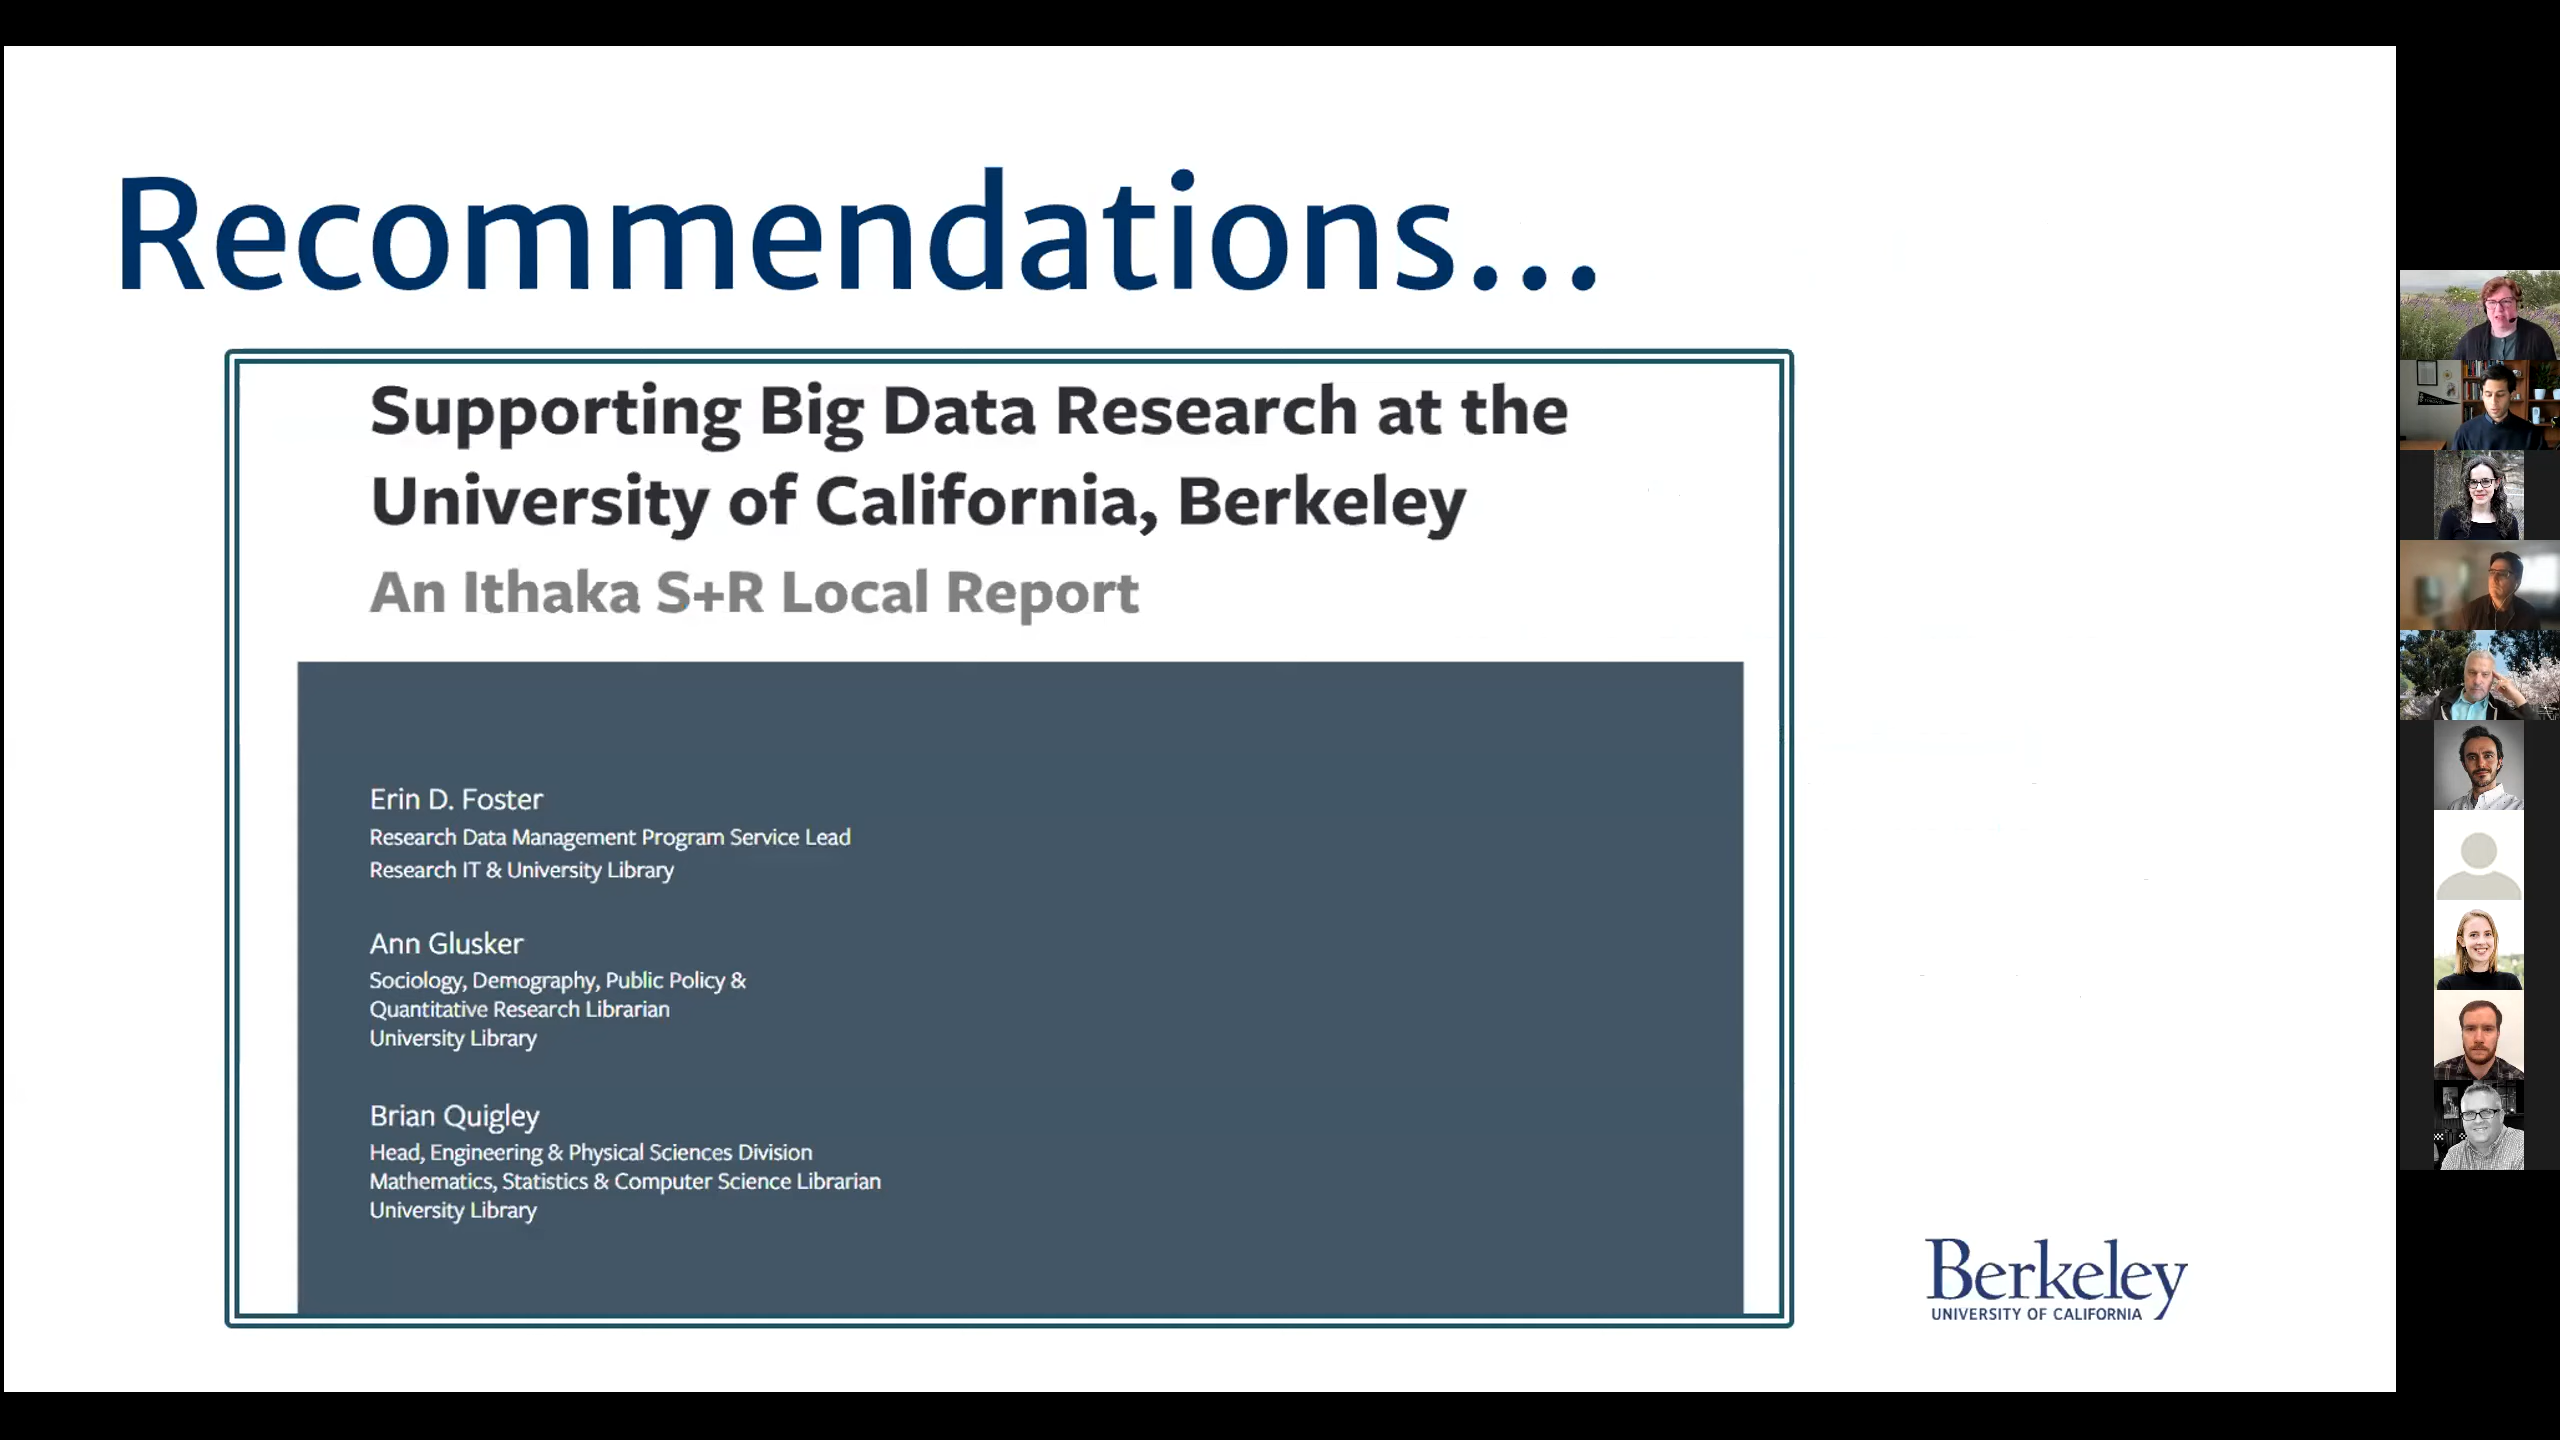 Recommendations...
Supporting Big Data Research at the
University of California, Berkeley
An Ithaka S+R Local Report
Erin D. Foster
Research Data Management Program Service Lead
Research IT & University Library
Ann Glusker
Sociology, Demography, Public Policy &
Quantitative Research Librarian
University Library
Brian Quigley
Head, Engineering & Physical Sciences Division
Mathematics, Statistics & Computer Science Librarian
University Library
Berkeley
UNIVERSITY OF CALIFORNIA